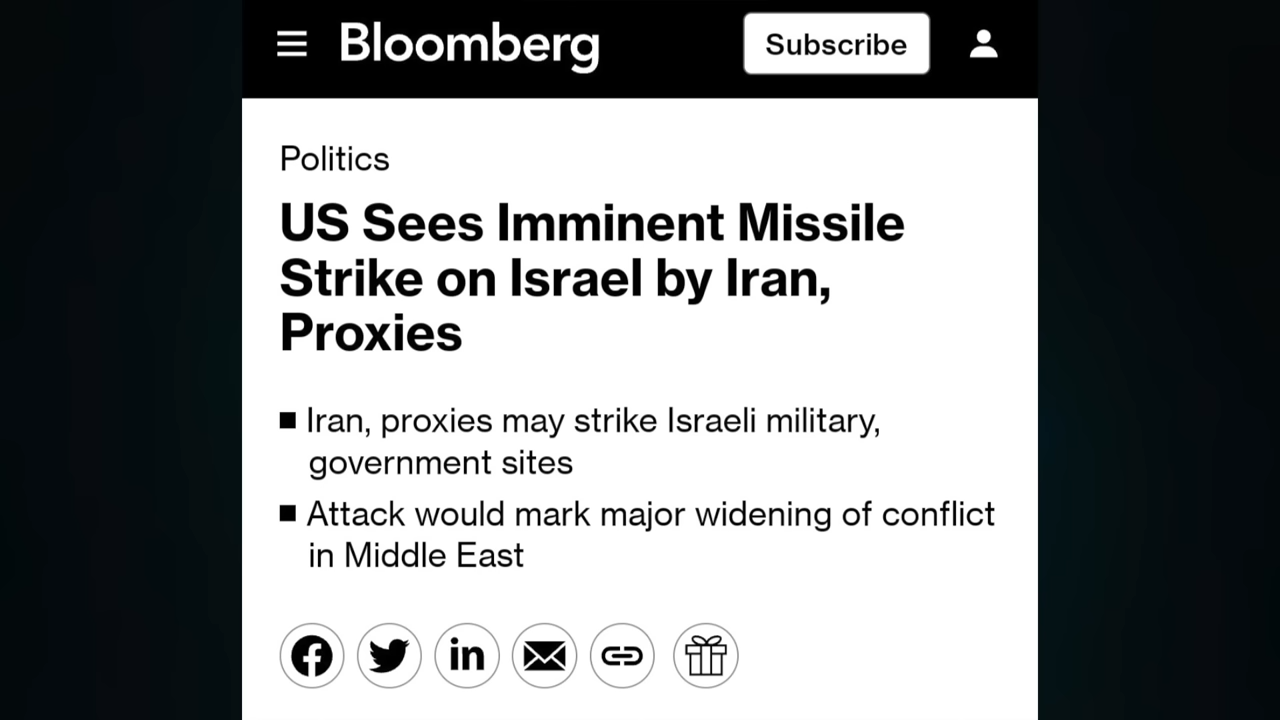 Bloomberg
Subscribe
Politics
US Sees Imminent Missile
Strike on Israel by Iran,
Proxies
Iran, proxies may strike Israeli military,
government sites
Attack would mark major widening of conflict
in Middle East